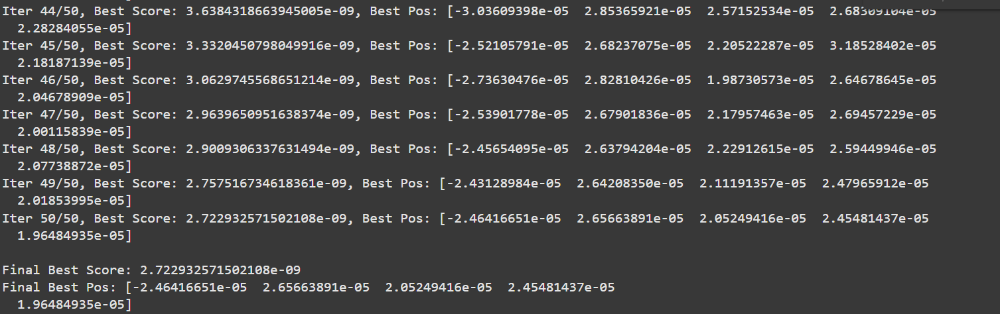 Iter 44/50, Best Score: 3.6384318663945005e-09, Best Pos: [-3.03609398e-05  2.85365921e-05  2.57152534e-05  2.68309104e-05
  2.28284055e-05]
Iter 45/50, Best Score: 3.3320450798049916e-09, Best Pos: [-2.52105791e-05  2.68237075e-05  2.20522287e-05  3.18528402e-05
  2.18187139e-05]
Iter 46/50, Best Score: 3.0629745568651214e-09, Best Pos: [-2.73630476e-05  2.82810426e-05  1.98730573e-05  2.64678645e-05
  2.04678909e-05]
Iter 47/50, Best Score: 2.9639650951638374e-09, Best Pos: [-2.53901778e-05  2.67901836e-05  2.17957463e-05  2.69457229e-05
  2.00115839e-05]
Iter 48/50, Best Score: 2.9009306337631494e-09, Best Pos: [-2.45654095e-05  2.63794204e-05  2.22912615e-05  2.59449946e-05
  2.07738872e-05]
Iter 49/50, Best Score: 2.757516734618361e-09, Best Pos: [-2.43128984e-05  2.64208350e-05  2.11191357e-05  2.47965912e-05
  2.01853995e-05]
Iter 50/50, Best Score: 2.722932571502108e-09, Best Pos: [-2.46416651e-05  2.65663891e-05  2.05249416e-05  2.45481437e-05
  1.96484935e-05]
Final Best Score: 2.722932571502108e-09
Final Best Pos: [-2.46416651e-05  2.65663891e-05  2.05249416e-05  2.45481437e-05
  1.96484935e-05]